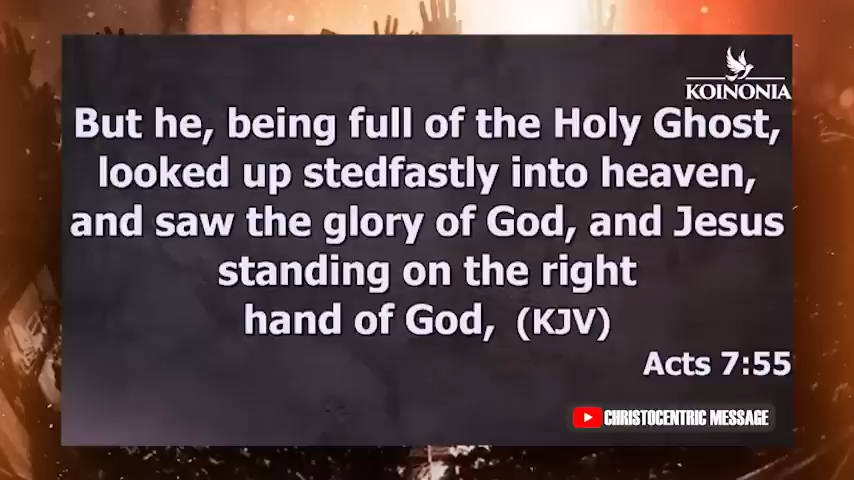 KOINONIA
But he, being full of the Holy Ghost,
looked up stedfastly into heaven,
and saw the glory of God, and Jesus
standing on the right
hand of God, (KJV)
Acts 7:55
CHRISTOCENTRIC MESSAGE